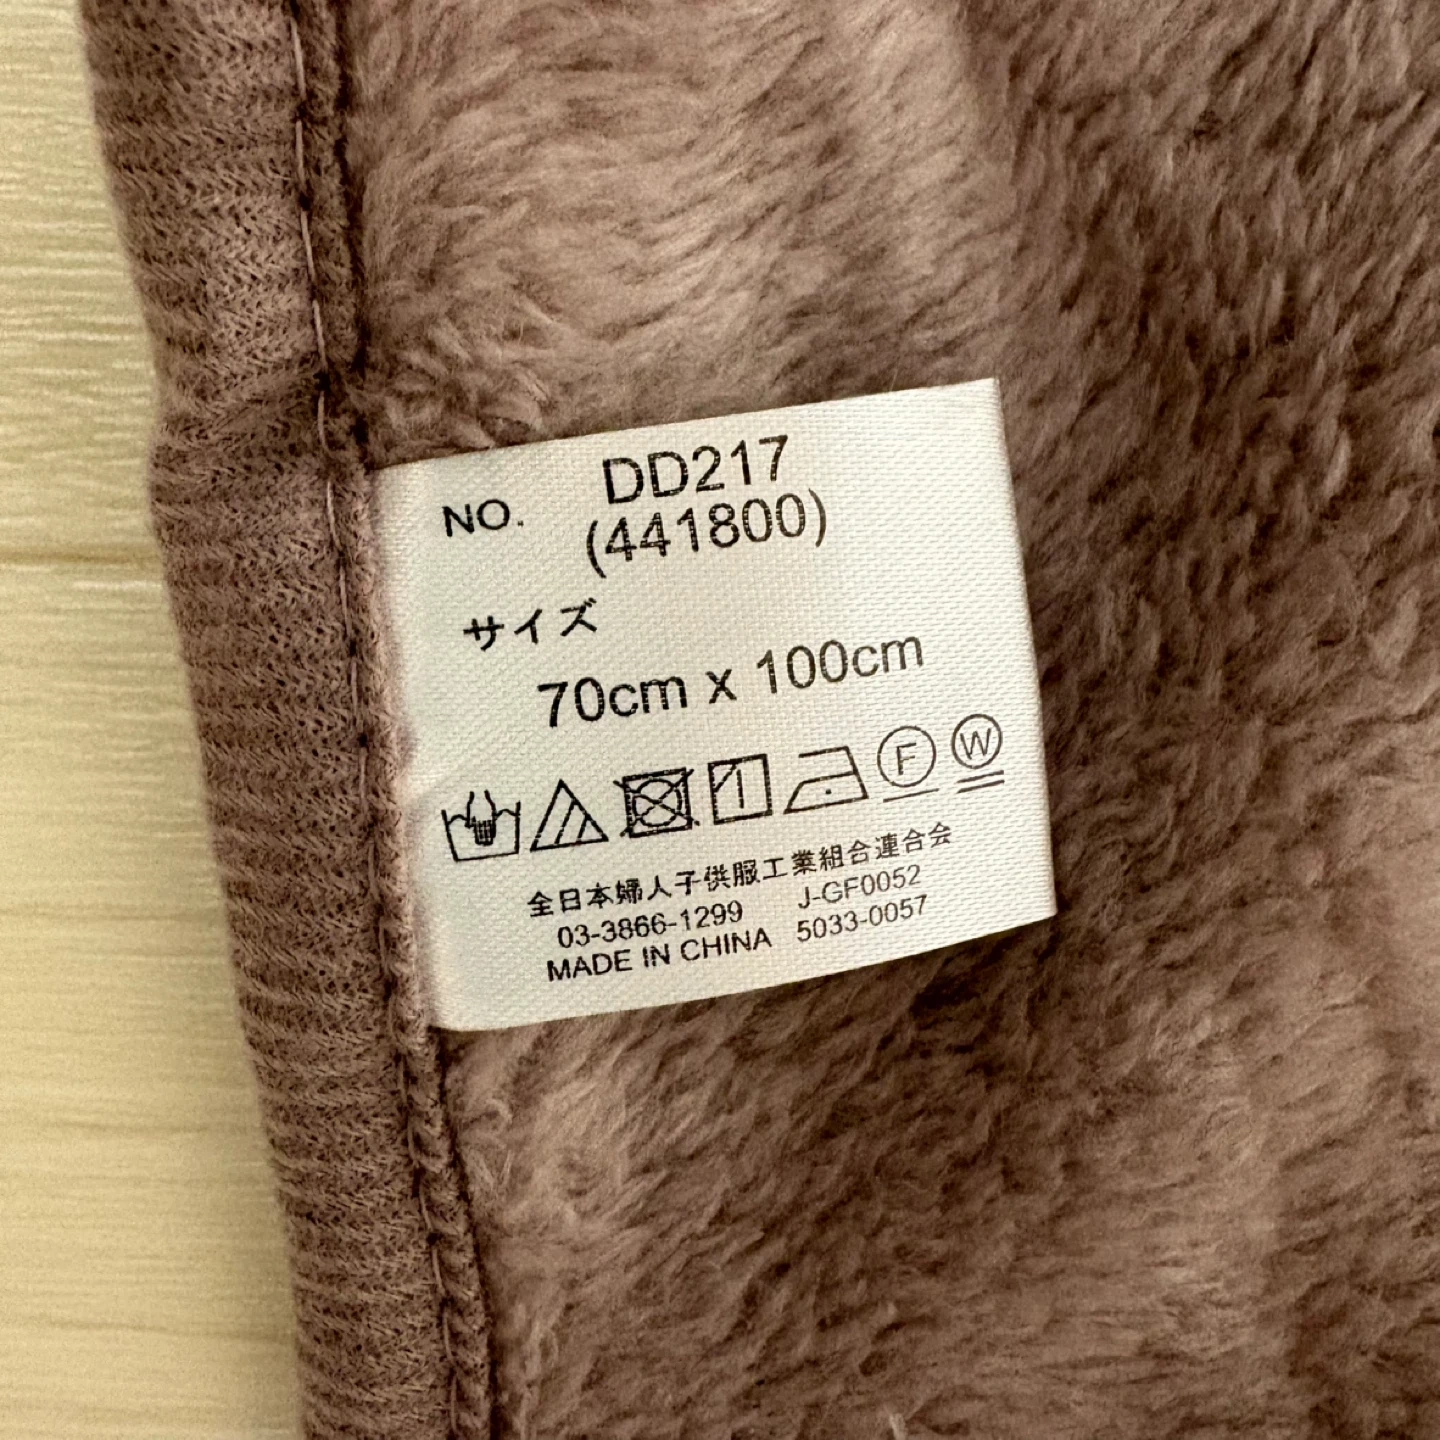 NO. DD217
(441800)
サイズ
70cm x 100cm
F W
全日本婦人子供服工業組合連合会
03-3866-1299 J-GF0052
MADE IN CHINA 5033-0057